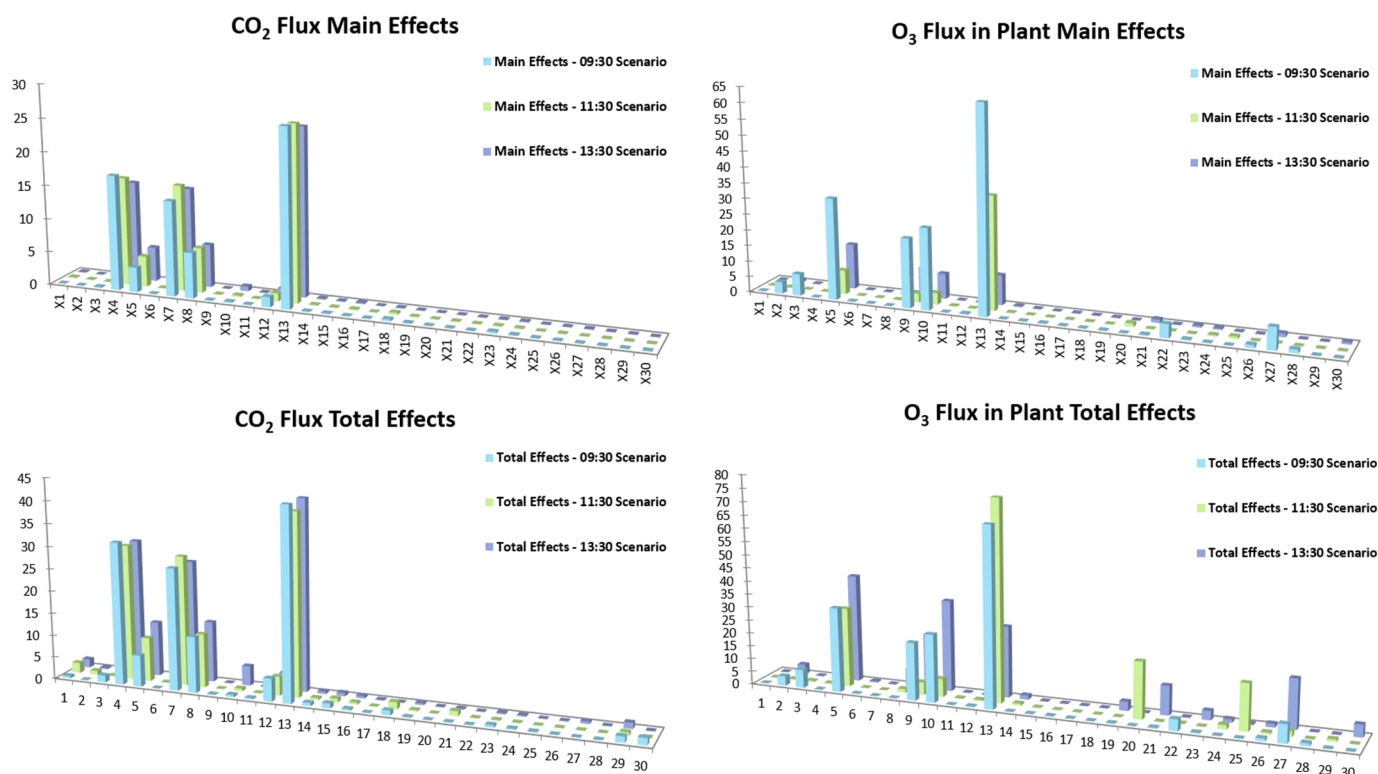 CO₂ Flux Main Effects
Main Effects - 09:30 Scenario
Main Effects - 11:30 Scenario
Main Effects - 13:30 Scenario
30
25
20
15
10
5
0
X1 X2 X3 X4 X5 X6 X7 X8 X9 X10 X11 X12 X13 X14 X15 X16 X17 X18 X19 X20 X21 X22 X23 X24 X25 X26 X27 X28 X29 X30
O₃ Flux in Plant Main Effects
Main Effects - 09:30 Scenario
Main Effects - 11:30 Scenario
Main Effects - 13:30 Scenario
65
60
55
50
45
40
35
30
25
20
15
10
5
0
X1 X2 X3 X4 X5 X6 X7 X8 X9 X10 X11 X12 X13 X14 X15 X16 X17 X18 X19 X20 X21 X22 X23 X24 X25 X26 X27 X28 X29 X30
CO₂ Flux Total Effects
Total Effects - 09:30 Scenario
Total Effects - 11:30 Scenario
Total Effects - 13:30 Scenario
45
40
35
30
25
20
15
10
5
0
1 2 3 4 5 6 7 8 9 10 11 12 13 14 15 16 17 18 19 20 21 22 23 24 25 26 27 28 29 30
O₃ Flux in Plant Total Effects
Total Effects - 09:30 Scenario
Total Effects - 11:30 Scenario
Total Effects - 13:30 Scenario
80
75
70
65
60
55
50
45
40
35
30
25
20
15
10
5
0
1 2 3 4 5 6 7 8 9 10 11 12 13 14 15 16 17 18 19 20 21 22 23 24 25 26 27 28 29 30